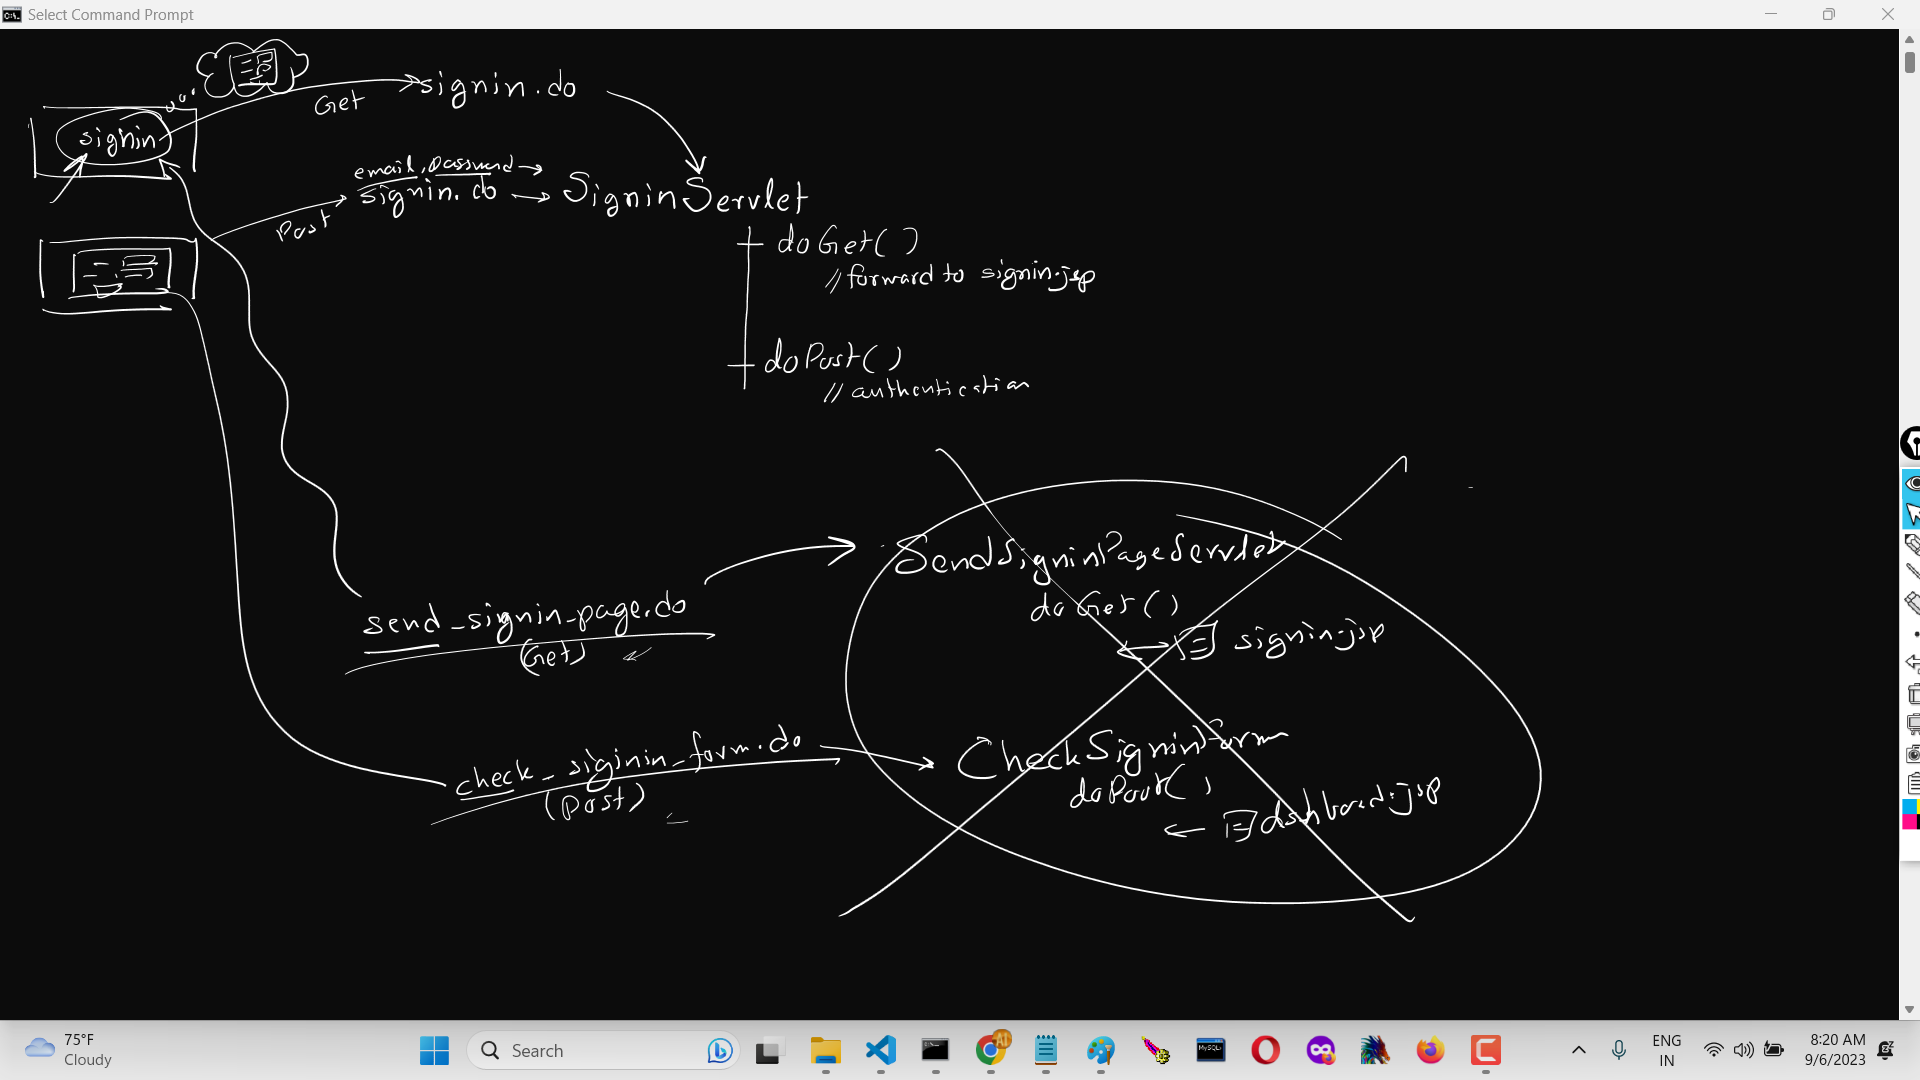 Select Command Prompt
signin.do
Get
signin
email, password →
signin.do → SigninServlet
Post
doGet()
//forward to signin.jsp
doPost()
// authentication
SendSigninPageServlet
send_signin_page.do
doGet()
(Get)
signin.jsp
check_siginin_form.do
CheckSigninForm
(post)
doPost()
dashboard.jsp
75°F
Cloudy
Search
ENG
IN
8:20 AM
9/6/2023